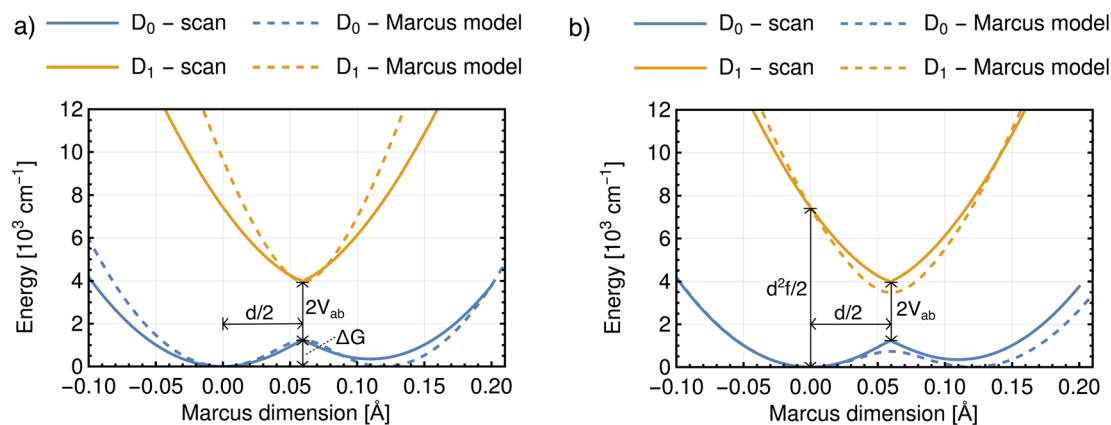 a)
D₀ – scan
D₀ – Marcus model
D₁ – scan
D₁ – Marcus model
Energy [10³ cm⁻¹]
12
10
8
6
4
2
0
d/2
2Vab
ΔG
−0.10
−0.05
0.00
0.05
0.10
0.15
0.20
Marcus dimension [Å]
b)
D₀ – scan
D₀ – Marcus model
D₁ – scan
D₁ – Marcus model
Energy [10³ cm⁻¹]
12
10
8
6
4
2
0
d²f/2
d/2
2Vab
−0.10
−0.05
0.00
0.05
0.10
0.15
0.20
Marcus dimension [Å]